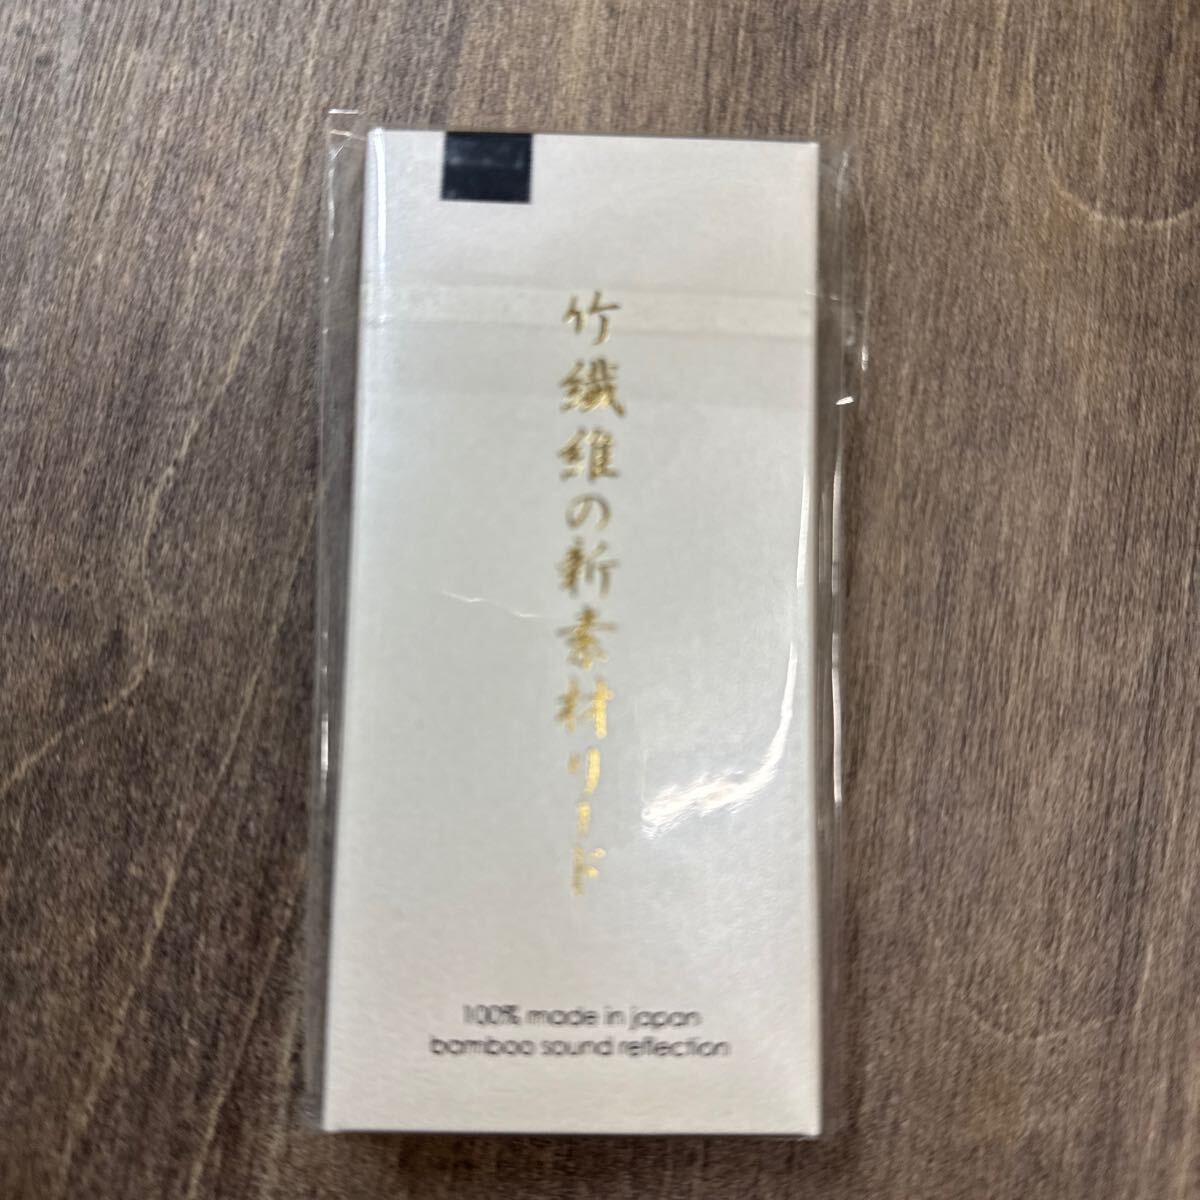 竹繊維の新素材リード
100% made in japan
bamboo sound reflection